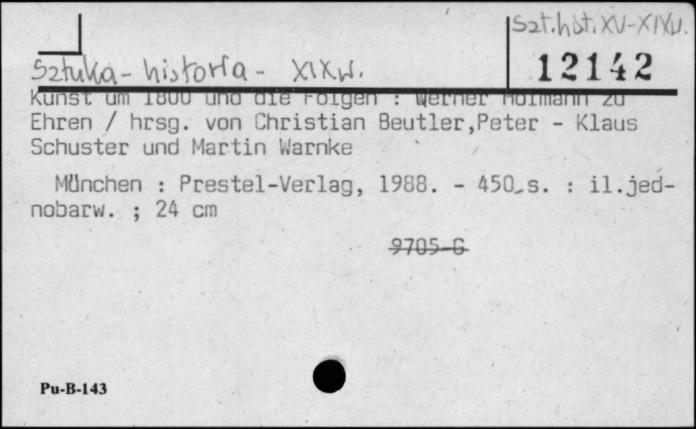 Szt.hist.XV-XIXw.
12142
Sztuka - historia - XIXw.
Kunst um 1800 und die Folgen : Werner Hofmann zu
Ehren / hrsg. von Christian Beutler,Peter - Klaus
Schuster und Martin Warnke
München : Prestel-Verlag, 1988. - 450 s. : il.jed-
nobarw. ; 24 cm
9705-G
Pu-B-143